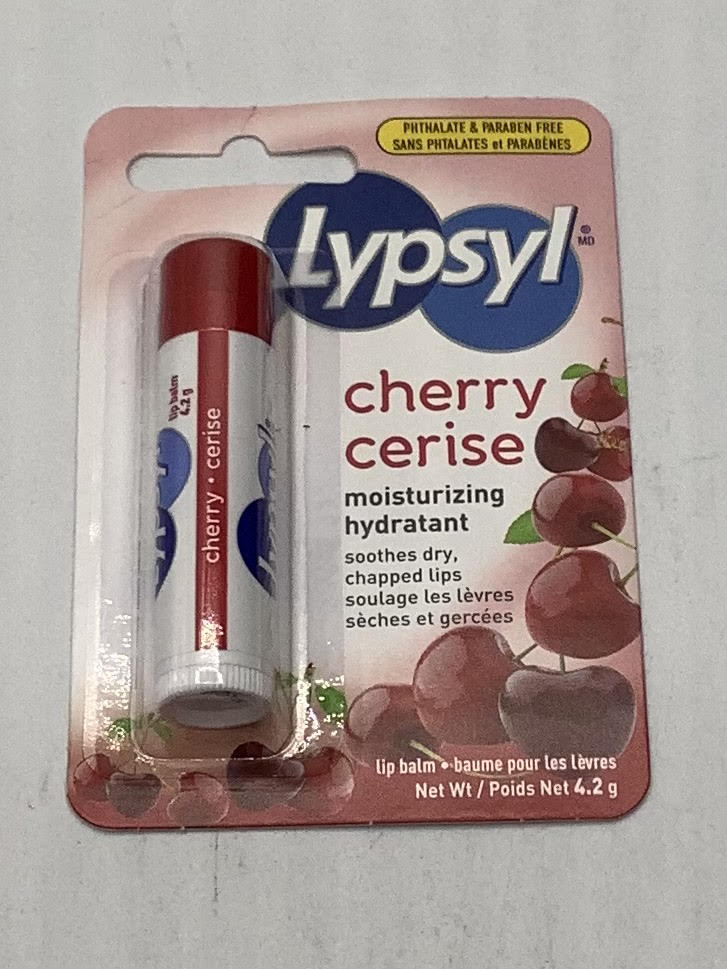 PHTHALATE & PARABEN FREE
SANS PHTALATES et PARABÈNES
Lypsyl
® MD
cherry
cerise
moisturizing
hydratant
soothes dry,
chapped lips
soulage les lèvres
sèches et gercées
lip balm • baume pour les lèvres
Net Wt / Poids Net 4.2 g
lip balm
4.2 g
cherry • cerise